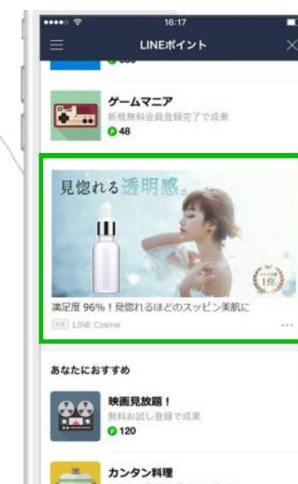 16:17
LINEポイント
ゲームマニア
新規無料会員登録完了で成果
P 48
見惚れる透明感。
1位
満足度 96%！見惚れるほどのスッピン美肌に
広告 LINE Cosme
あなたにおすすめ
映画見放題！
無料お試し登録で成果
P 120
カンタン料理